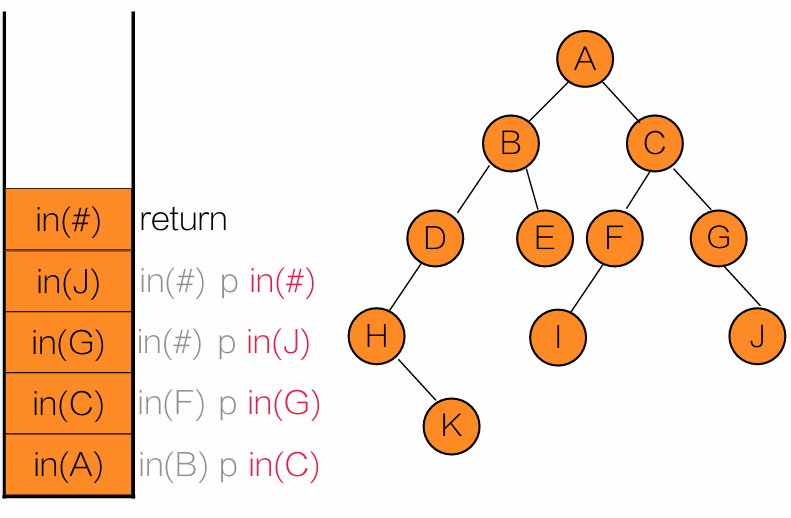 in(#) return
in(J) in(#) p in(#)
in(G) in(#) p in(J)
in(C) in(F) p in(G)
in(A) in(B) p in(C)
A
B C
D E F G
H I J
K